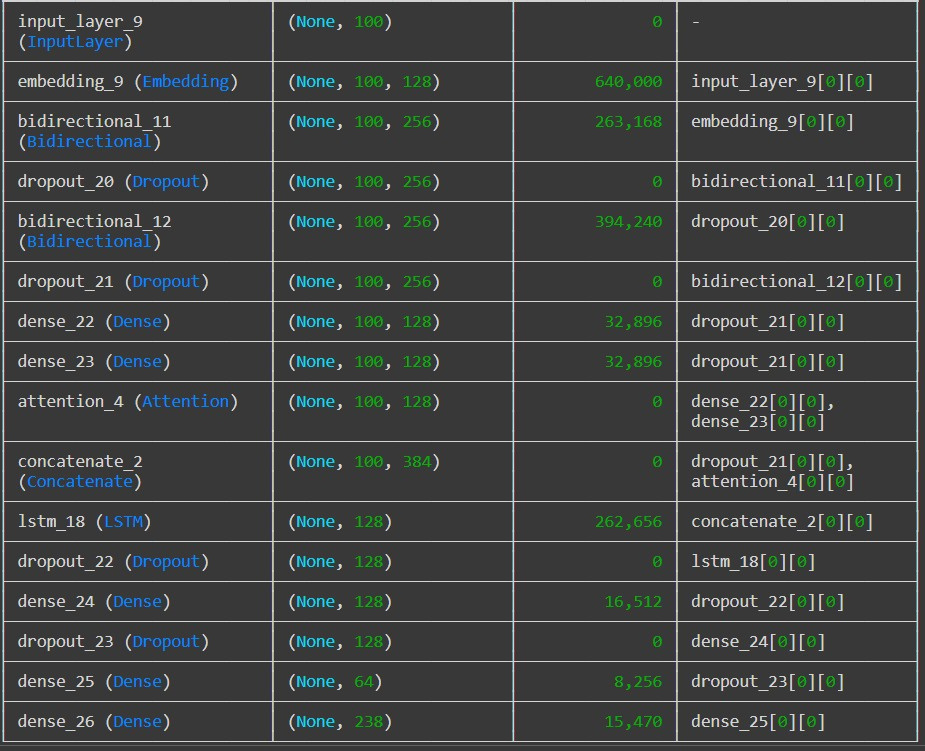 input_layer_9 (None, 100) 0 -
(InputLayer)
embedding_9 (Embedding) (None, 100, 128) 640,000 input_layer_9[0][0]
bidirectional_11 (None, 100, 256) 263,168 embedding_9[0][0]
(Bidirectional)
dropout_20 (Dropout) (None, 100, 256) 0 bidirectional_11[0][0]
bidirectional_12 (None, 100, 256) 394,240 dropout_20[0][0]
(Bidirectional)
dropout_21 (Dropout) (None, 100, 256) 0 bidirectional_12[0][0]
dense_22 (Dense) (None, 100, 128) 32,896 dropout_21[0][0]
dense_23 (Dense) (None, 100, 128) 32,896 dropout_21[0][0]
attention_4 (Attention) (None, 100, 128) 0 dense_22[0][0],
dense_23[0][0]
concatenate_2 (None, 100, 384) 0 dropout_21[0][0],
(Concatenate) attention_4[0][0]
lstm_18 (LSTM) (None, 128) 262,656 concatenate_2[0][0]
dropout_22 (Dropout) (None, 128) 0 lstm_18[0][0]
dense_24 (Dense) (None, 128) 16,512 dropout_22[0][0]
dropout_23 (Dropout) (None, 128) 0 dense_24[0][0]
dense_25 (Dense) (None, 64) 8,256 dropout_23[0][0]
dense_26 (Dense) (None, 238) 15,470 dense_25[0][0]